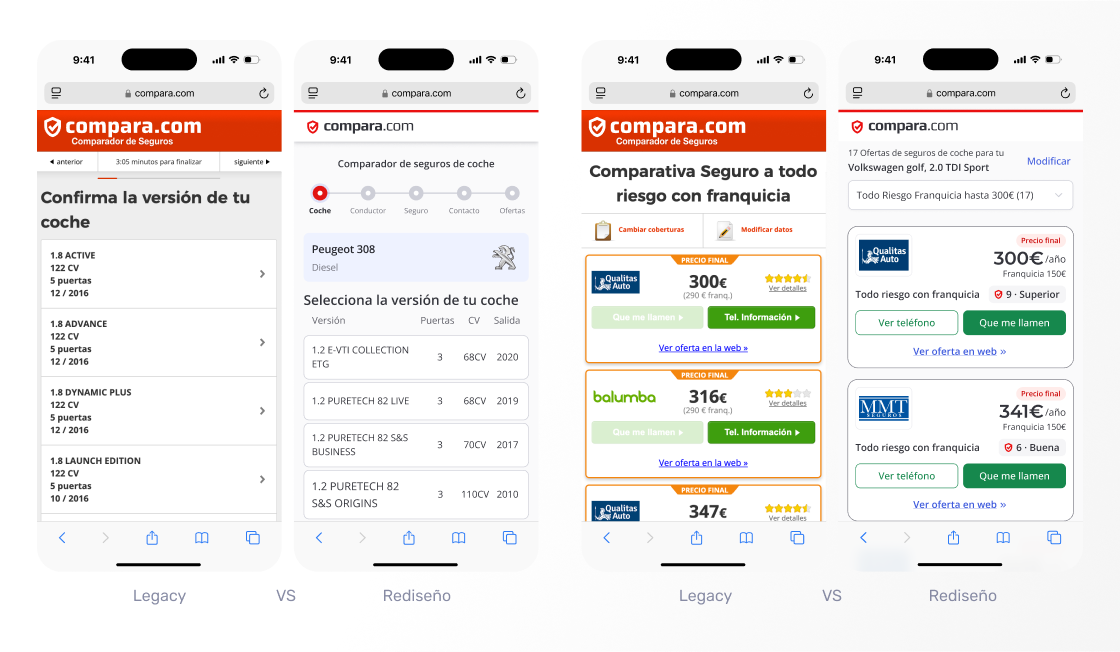 9:41
compara.com
compara.com
Comparador de Seguros
anterior
3:05 minutos para finalizar
siguiente
Confirma la versión de tu
coche
1.8 ACTIVE
122 CV
5 puertas
12 / 2016
1.8 ADVANCE
122 CV
5 puertas
12 / 2016
1.8 DYNAMIC PLUS
122 CV
5 puertas
12 / 2016
1.8 LAUNCH EDITION
122 CV
5 puertas
10 / 2016
9:41
compara.com
compara.com
Comparador de seguros de coche
Coche Conductor Seguro Contacto Ofertas
Peugeot 308
Diesel
Selecciona la versión de tu coche
Versión Puertas CV Salida
1.2 E-VTI COLLECTION
ETG
3 68CV 2020
1.2 PURETECH 82 LIVE 3 68CV 2019
1.2 PURETECH 82 S&S
BUSINESS
3 70CV 2017
1.2 PURETECH 82
S&S ORIGINS
3 110CV 2010
9:41
compara.com
compara.com
Comparador de Seguros
Comparativa Seguro a todo
riesgo con franquicia
Cambiar coberturas
Modificar datos
PRECIO FINAL
Qualitas
Auto
300€
(290 € franq.)
Ver detalles
Que me llamen
Tel. Información
Ver oferta en la web »
PRECIO FINAL
balumba
316€
(290 € franq.)
Ver detalles
Que me llamen
Tel. Información
Ver oferta en la web »
PRECIO FINAL
Qualitas
Auto
347€
Ver detalles
9:41
compara.com
compara.com
17 Ofertas de seguros de coche para tu
Volkswagen golf, 2.0 TDI Sport
Modificar
Todo Riesgo Franquicia hasta 300€ (17)
Qualitas
Auto
Precio final
300€/año
Franquicia 150€
Todo riesgo con franquicia
9 · Superior
Ver teléfono
Que me llamen
Ver oferta en web »
MMT
SEGUROS
Precio final
341€/año
Franquicia 150€
Todo riesgo con franquicia
6 · Buena
Ver teléfono
Que me llamen
Ver oferta en web »
Legacy VS Rediseño
Legacy VS Rediseño